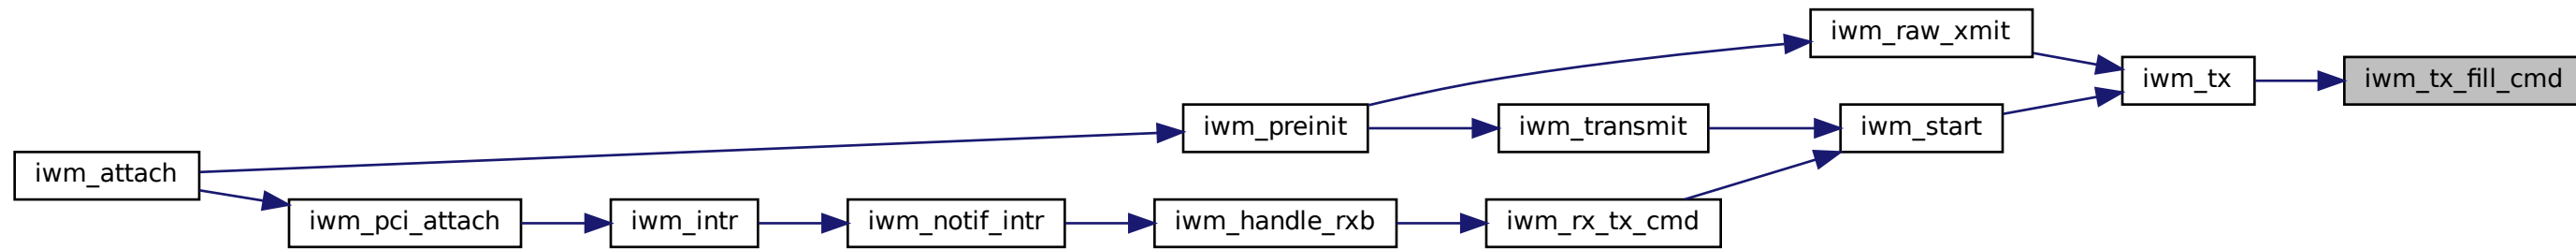 iwm_attach
iwm_preinit
iwm_pci_attach
iwm_raw_xmit
iwm_transmit
iwm_intr
iwm_notif_intr
iwm_handle_rxb
iwm_rx_tx_cmd
iwm_start
iwm_tx
iwm_tx_fill_cmd